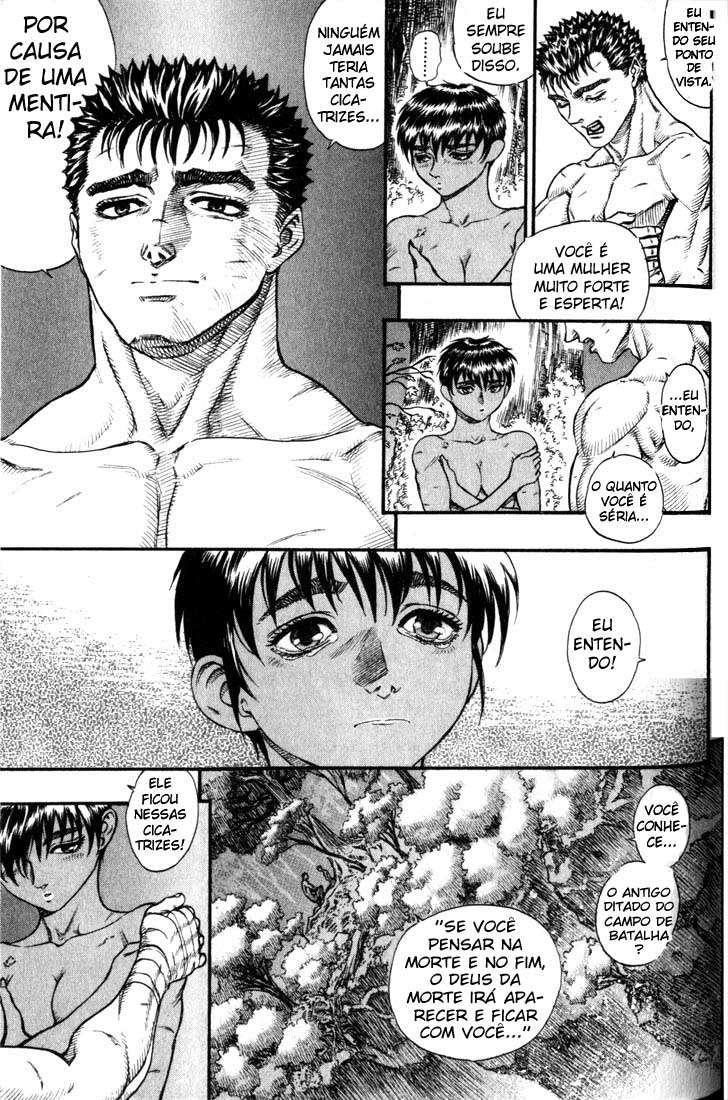 EU
ENTEN-
DO SEU
PONTO
DE
VISTA.
VOCÊ É
UMA MULHER
MUITO FORTE
E ESPERTA!
EU
SEMPRE
SOUBE
DISSO.
........
...EU
ENTEN-
DO,
O QUANTO
VOCÊ É
SÉRIA...
NINGUÉM
JAMAIS
TERIA
TANTAS
CICA-
TRIZES...
POR
CAUSA
DE UMA
MENTI-
RA!
EU
ENTEN-
DO!
VOCÊ
CONHE-
CE...
O ANTIGO
DITADO DO
CAMPO DE
BATALHA
?
"SE VOCÊ
PENSAR NA
MORTE E NO FIM,
O DEUS DA
MORTE IRÁ APA-
RECER E FICAR
COM VOCÊ..."
ELE
FICOU
NESSAS
CICA-
TRIZES!